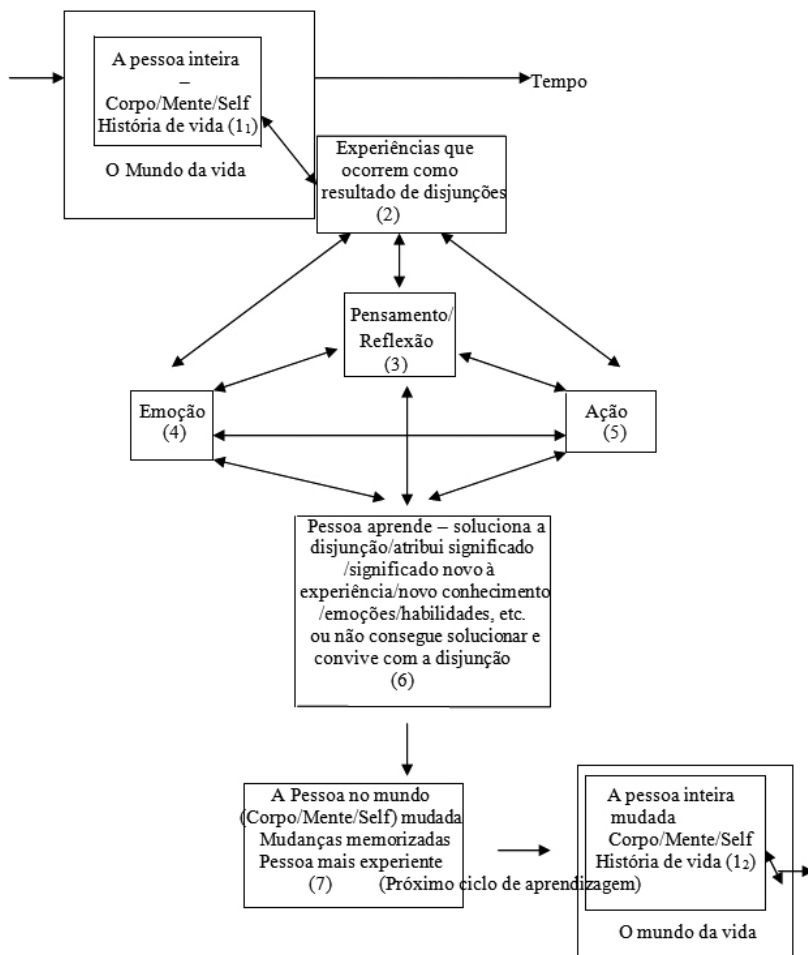 A pessoa inteira
–
Corpo/Mente/Self
História de vida (1₁)
O Mundo da vida
Tempo
Experiências que
ocorrem como
resultado de disjunções
(2)
Pensamento/
Reflexão
(3)
Emoção
(4)
Ação
(5)
Pessoa aprende – soluciona a
disjunção/atribui significado
/significado novo à
experiência/novo conhecimento
/emoções/habilidades, etc.
ou não consegue solucionar e
convive com a disjunção
(6)
A Pessoa no mundo
(Corpo/Mente/Self) mudada
Mudanças memorizadas
Pessoa mais experiente
(7) (Próximo ciclo de aprendizagem)
A pessoa inteira
mudada
Corpo/Mente/Self
História de vida (1₂)
O mundo da vida